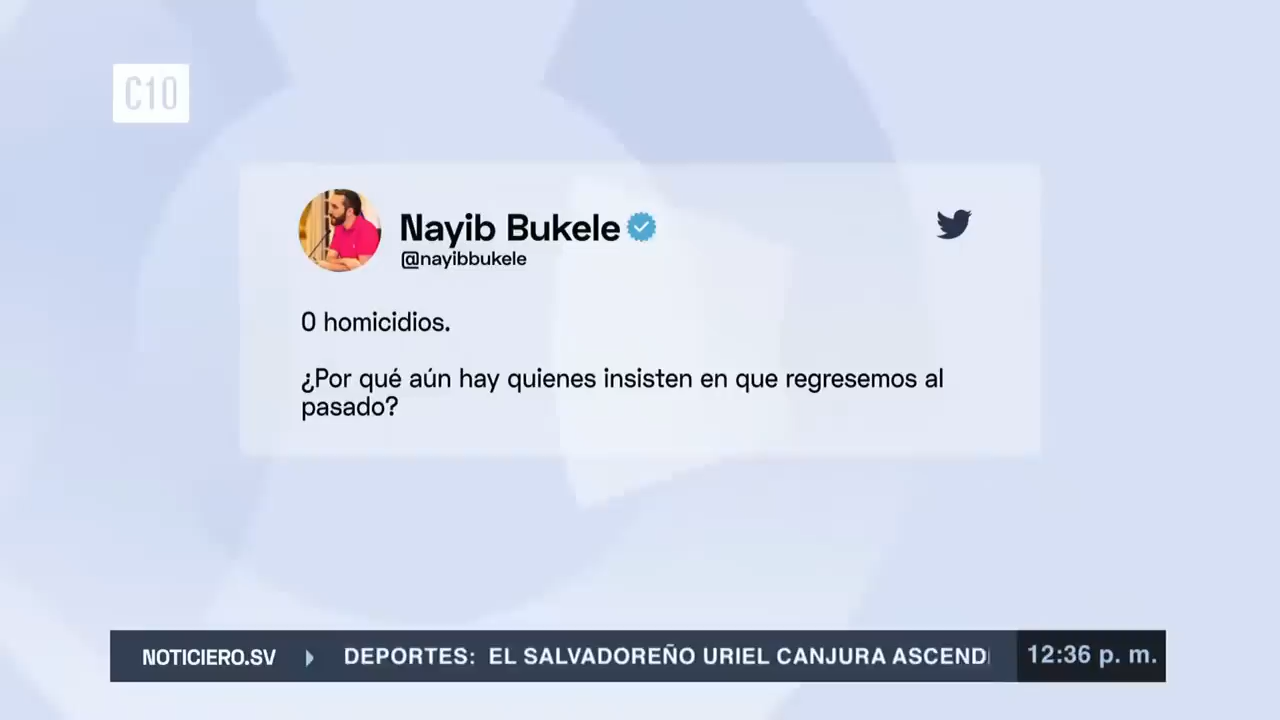 C10
Nayib Bukele
@nayibbukele
0 homicidios.
¿Por qué aún hay quienes insisten en que regresemos al
pasado?
NOTICIERO.SV
DEPORTES: EL SALVADOREÑO URIEL CANJURA ASCEND
12:36 p. m.